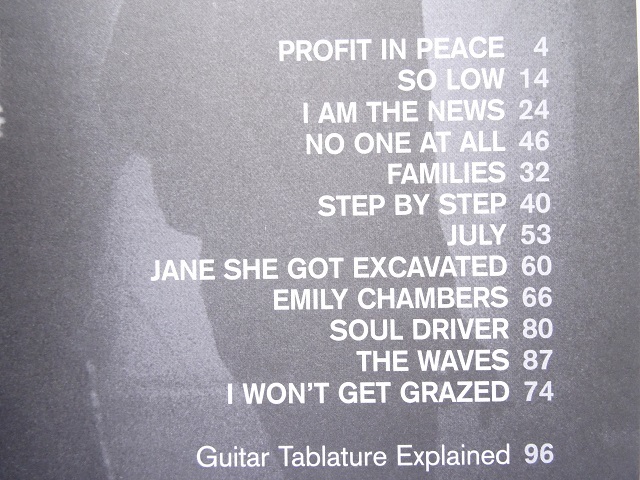 PROFIT IN PEACE 4
SO LOW 14
I AM THE NEWS 24
NO ONE AT ALL 46
FAMILIES 32
STEP BY STEP 40
JULY 53
JANE SHE GOT EXCAVATED 60
EMILY CHAMBERS 66
SOUL DRIVER 80
THE WAVES 87
I WON'T GET GRAZED 74
Guitar Tablature Explained 96